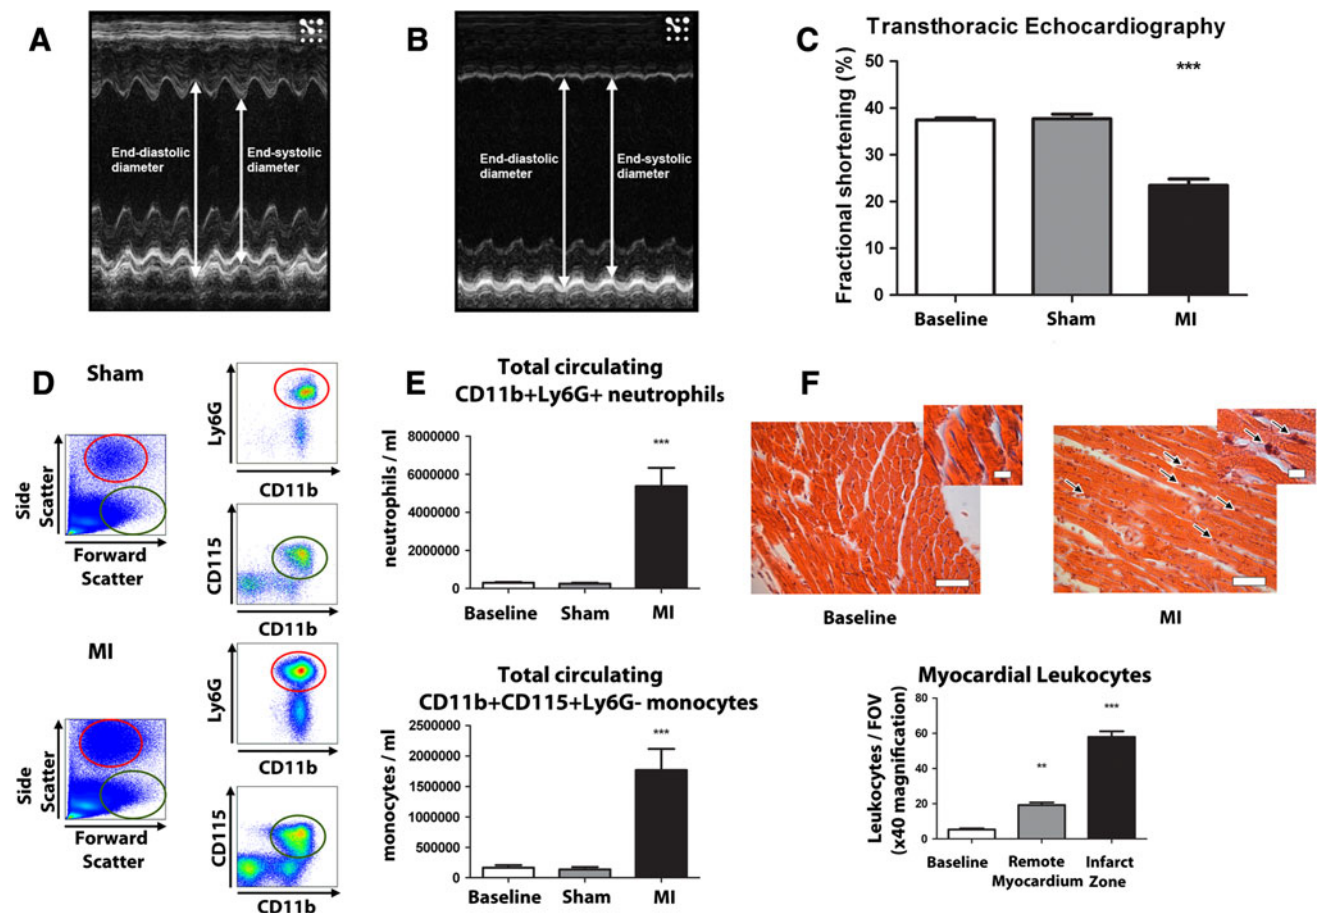 A
End-diastolic
diameter
End-systolic
diameter
B
End-diastolic
diameter
End-systolic
diameter
C
Transthoracic Echocardiography
Fractional shortening (%)
50
40
30
20
10
0
***
Baseline
Sham
MI
D
Sham
Side
Scatter
Forward
Scatter
Ly6G
CD11b
CD115
CD11b
MI
Side
Scatter
Forward
Scatter
Ly6G
CD11b
CD115
CD11b
E
Total circulating
CD11b+Ly6G+ neutrophils
neutrophils / ml
8000000
6000000
4000000
2000000
0
***
Baseline
Sham
MI
Total circulating
CD11b+CD115+Ly6G- monocytes
monocytes / ml
2500000
2000000
1500000
1000000
500000
0
***
Baseline
Sham
MI
F
Baseline
MI
Myocardial Leukocytes
Leukocytes / FOV
(x40 magnification)
80
60
40
20
0
**
***
Baseline
Remote
Myocardium
Infarct
Zone